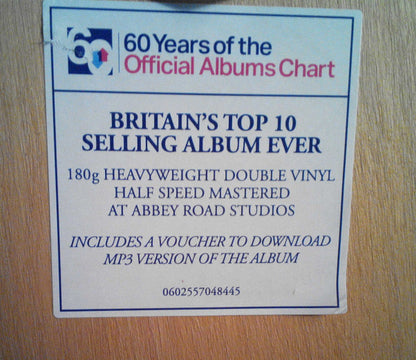 60
60 Years of the
Official Albums Chart
BRITAIN'S TOP 10
SELLING ALBUM EVER
180g HEAVYWEIGHT DOUBLE VINYL
HALF SPEED MASTERED
AT ABBEY ROAD STUDIOS
INCLUDES A VOUCHER TO DOWNLOAD
MP3 VERSION OF THE ALBUM
0602557048445